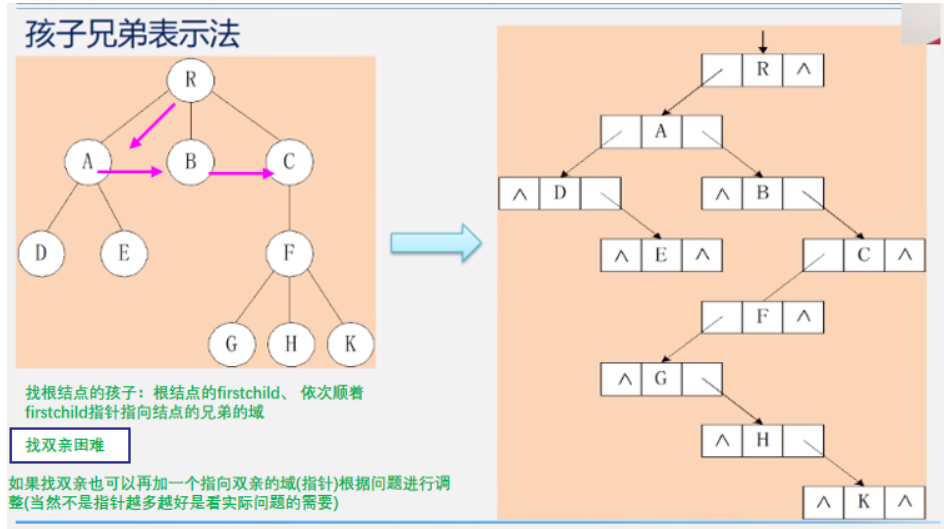 孩子兄弟表示法
R
A
B
C
D
E
F
G
H
K
找根结点的孩子：根结点的firstchild、 依次顺着
firstchild指针指向结点的兄弟的域
找双亲困难
如果找双亲也可以再加一个指向双亲的域(指针)根据问题进行调
整(当然不是指针越多越好是看实际问题的需要)
R ∧
A
∧ D
∧ B
∧ E ∧
C ∧
F ∧
∧ G
∧ H
∧ K ∧